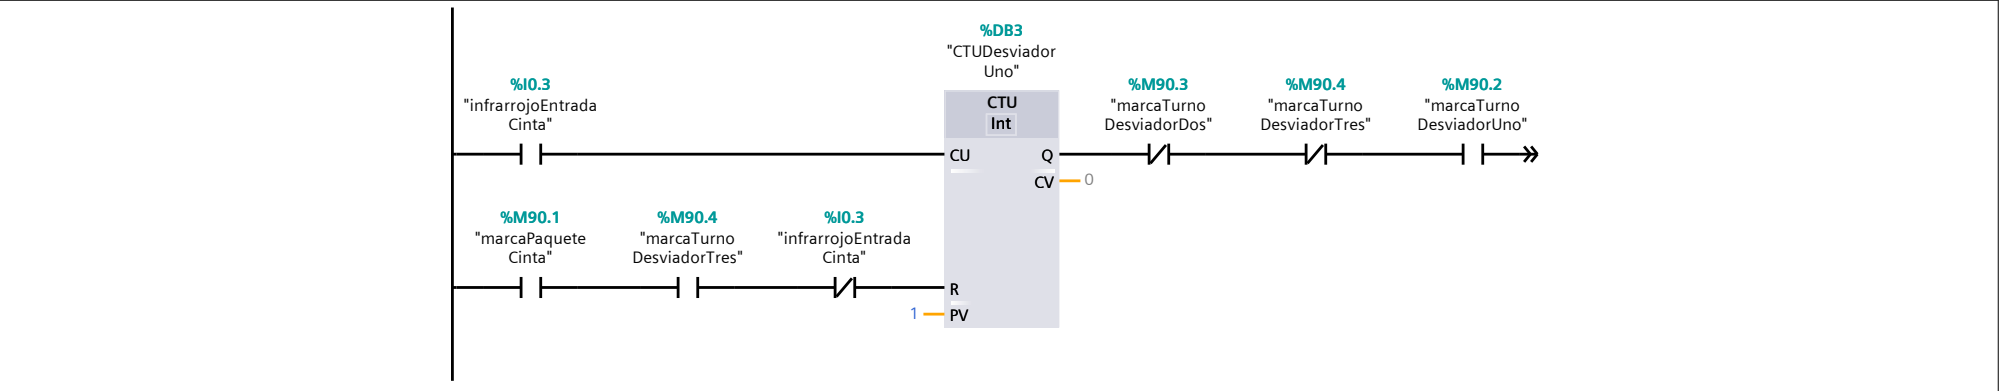 %DB3
"CTUDesviador
Uno"
%I0.3
"infrarrojoEntrada
Cinta"
CTU
Int
%M90.3
"marcaTurno
DesviadorDos"
%M90.4
"marcaTurno
DesviadorTres"
%M90.2
"marcaTurno
DesviadorUno"
CU
Q
CV
0
%M90.1
"marcaPaquete
Cinta"
%M90.4
"marcaTurno
DesviadorTres"
%I0.3
"infrarrojoEntrada
Cinta"
R
1
PV